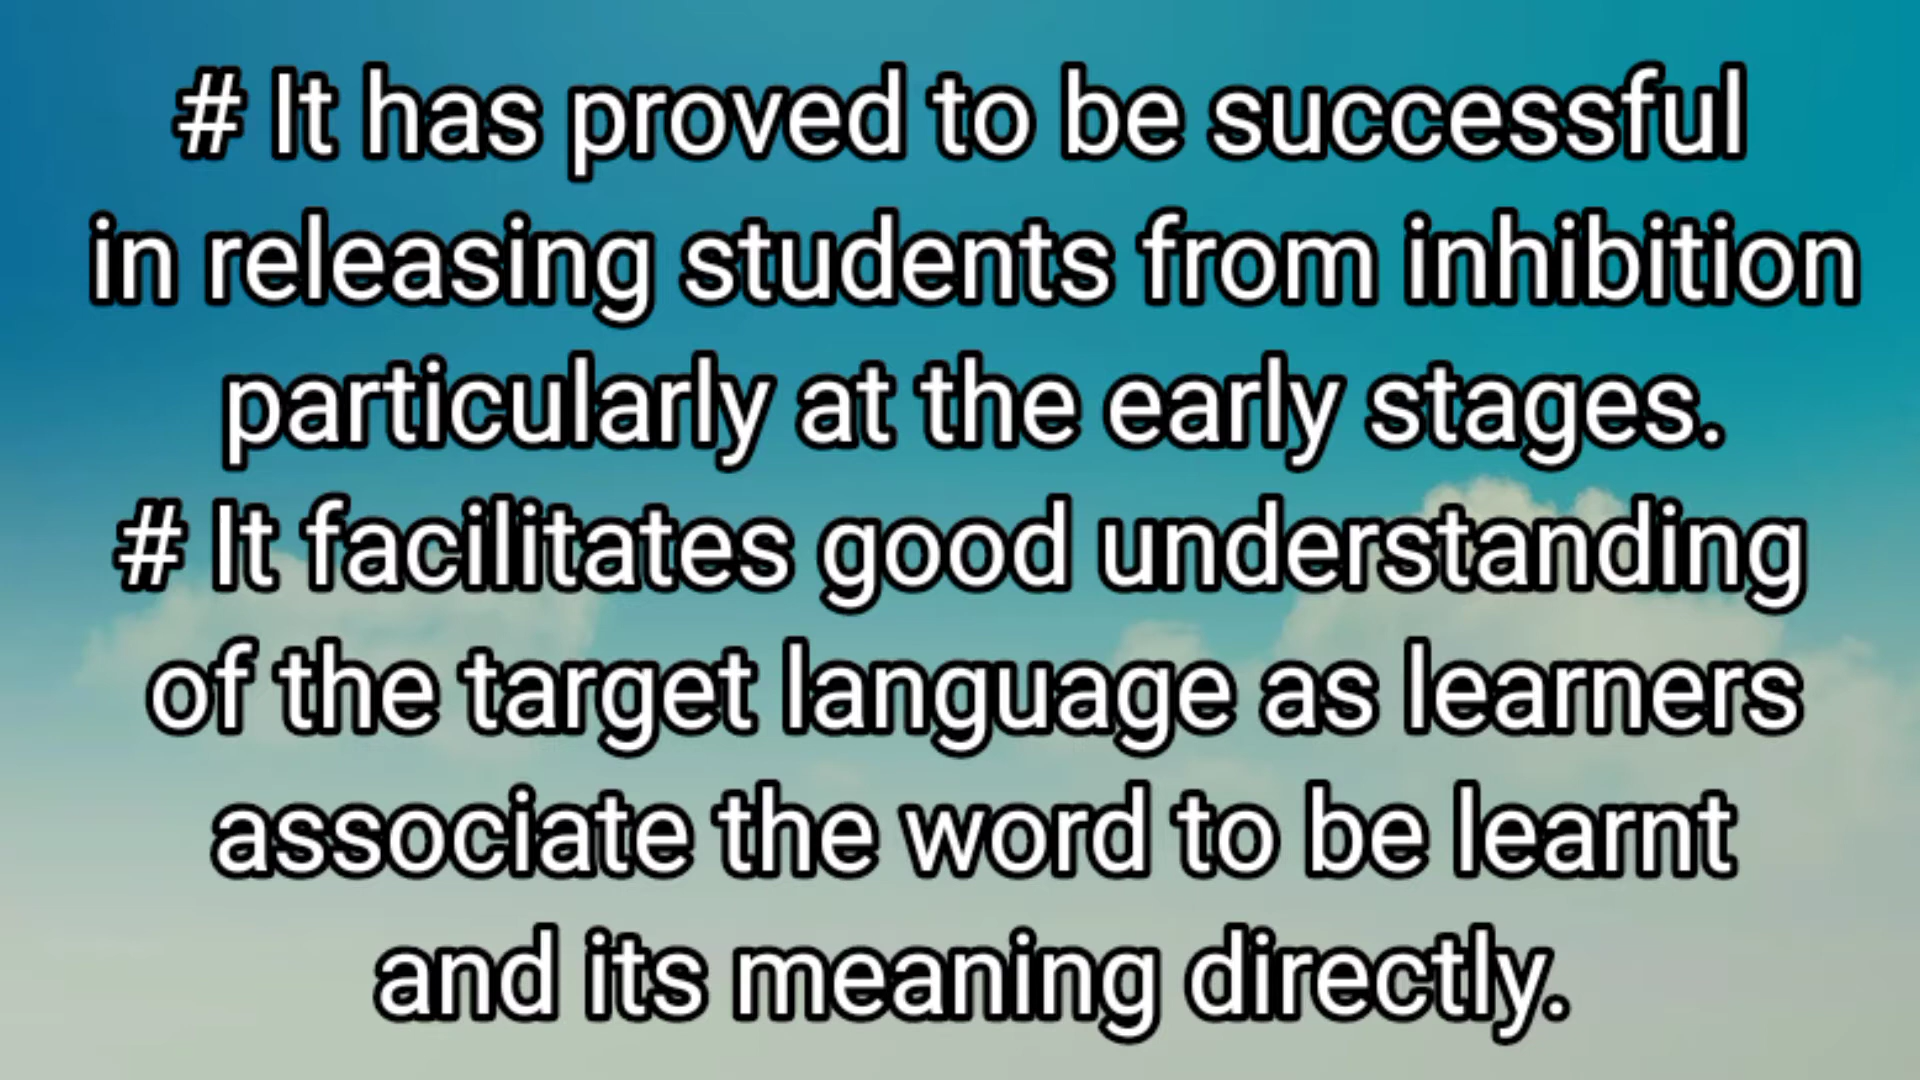 # It has proved to be successful
in releasing students from inhibition
particularly at the early stages.
# It facilitates good understanding
of the target language as learners
associate the word to be learnt
and its meaning directly.